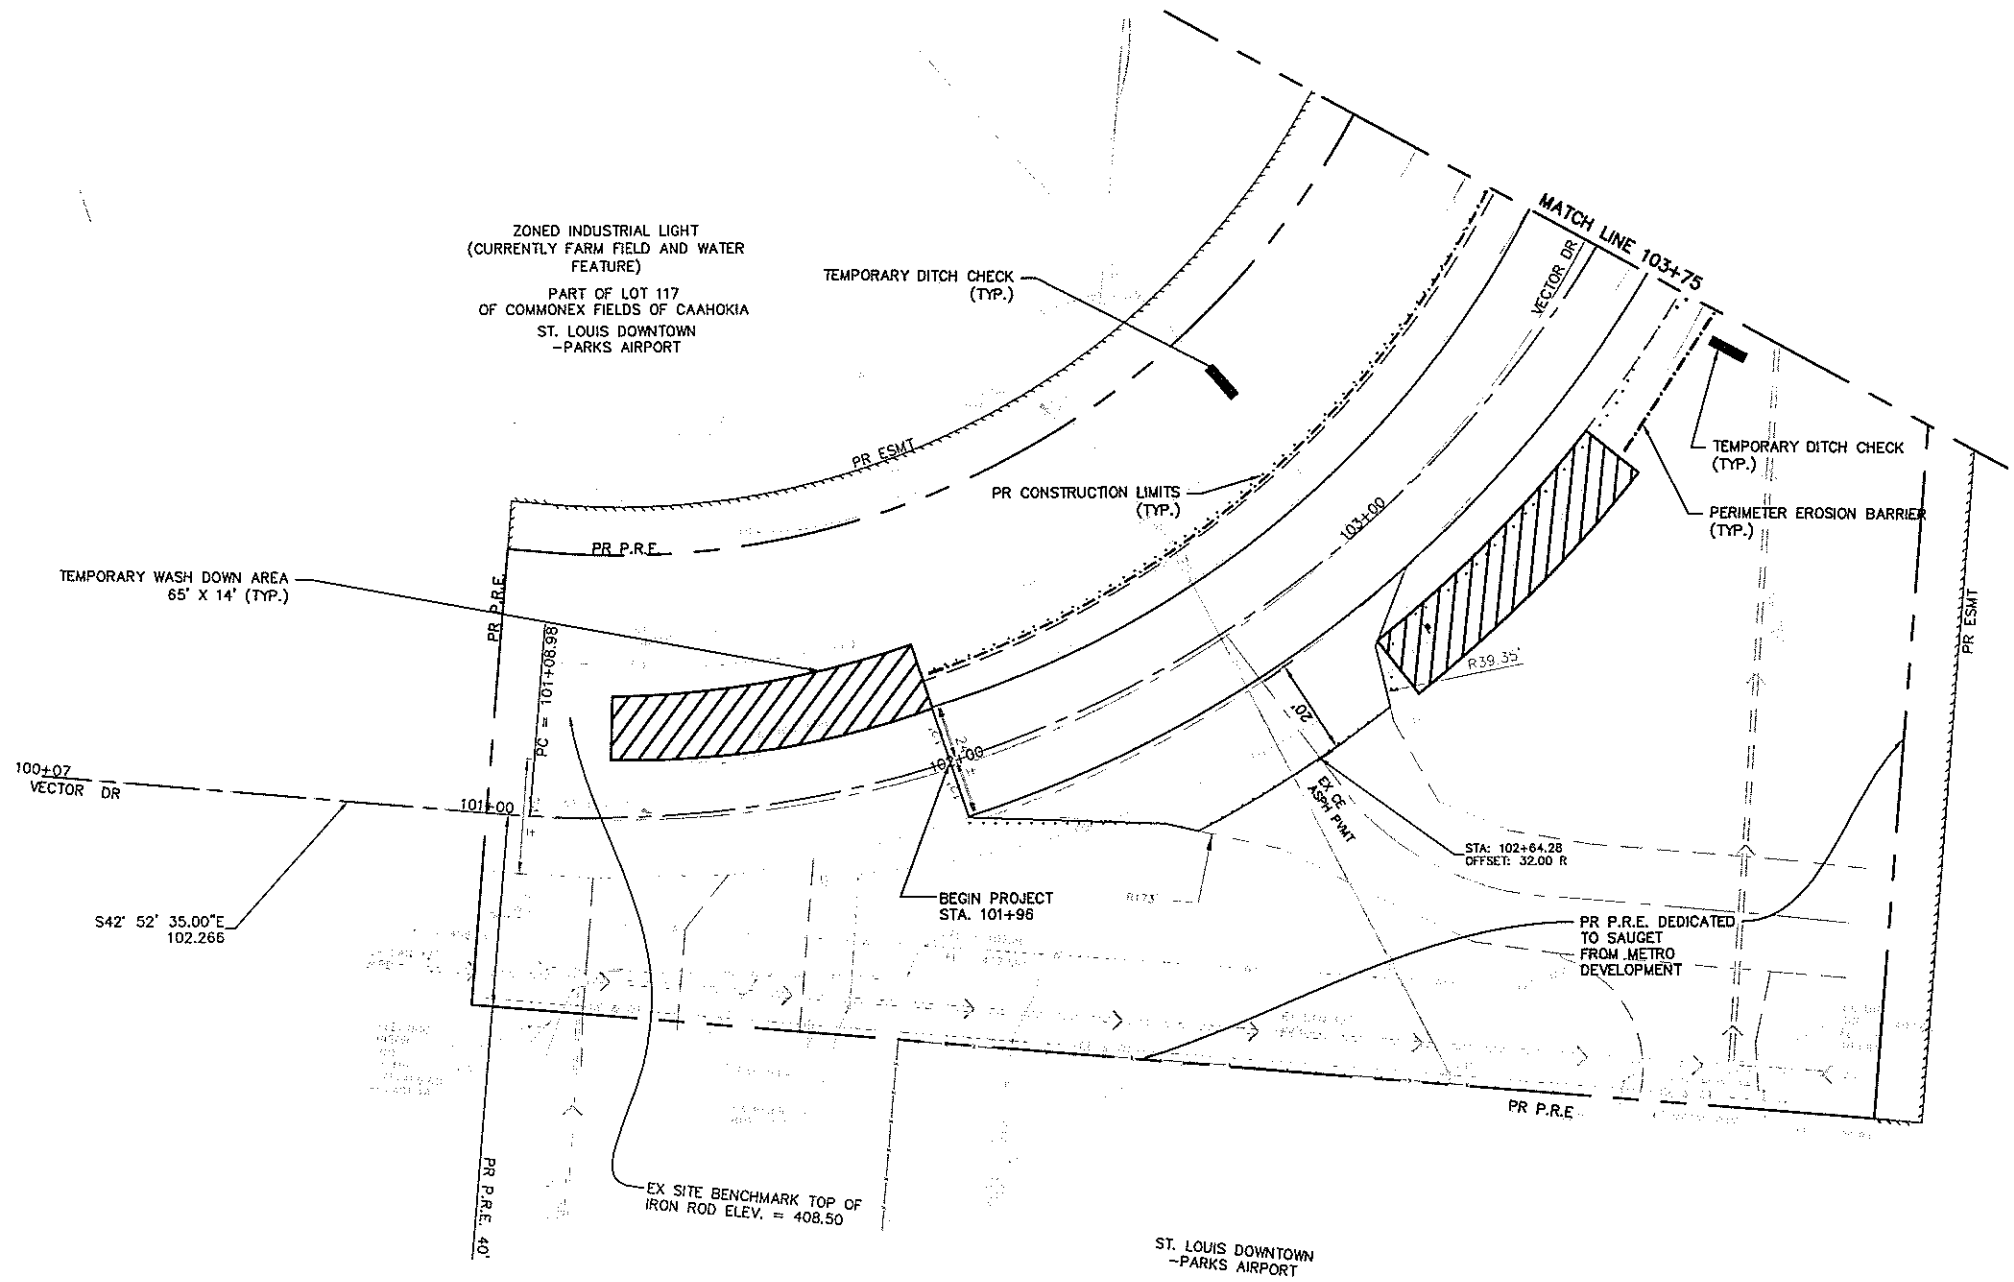 ZONED INDUSTRIAL LIGHT
(CURRENTLY FARM FIELD AND WATER
FEATURE)
PART OF LOT 117
OF COMMONEX FIELDS OF CAAHOKIA
ST. LOUIS DOWNTOWN
-PARKS AIRPORT
TEMPORARY DITCH CHECK
(TYP.)
MATCH LINE 103+75
VECTOR DR
PR ESMT
PR CONSTRUCTION LIMITS
(TYP.)
103+00
TEMPORARY DITCH CHECK
(TYP.)
PERIMETER EROSION BARRIER
(TYP.)
PR P.R.E.
PR P.R.E.
TEMPORARY WASH DOWN AREA
65' X 14' (TYP.)
PC = 101+08.98
PR ESMT
R39.35'
20'
102+00
100+07
VECTOR DR
101+00
EX CE
ASPH PVMT
STA: 102+64.28
OFFSET: 32.00 R
BEGIN PROJECT
STA. 101+96
R173'
S42° 52' 35.00"E
102.266
PR P.R.E. DEDICATED
TO SAUGET
FROM METRO
DEVELOPMENT
PR P.R.E
PR P.R.E. 40'
EX SITE BENCHMARK TOP OF
IRON ROD ELEV. = 408.50
ST. LOUIS DOWNTOWN
-PARKS AIRPORT